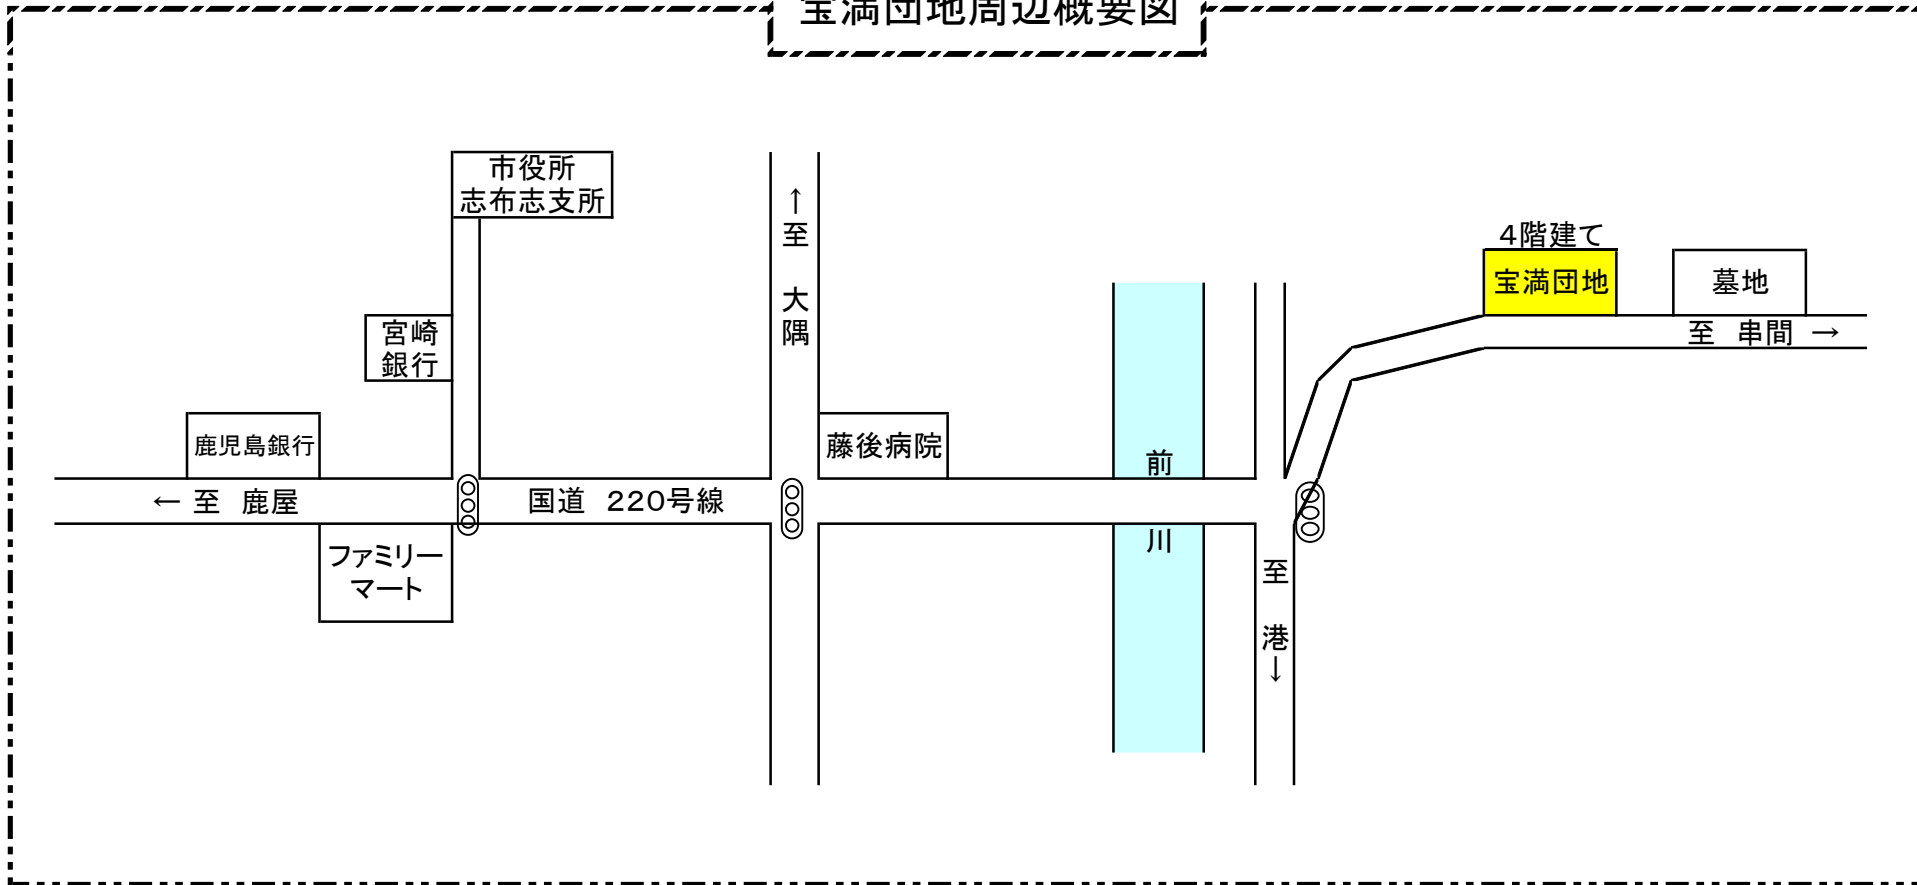 宝満団地周辺概要図
市役所
志布志支所
↑至 大隅
4階建て
宝満団地
墓地
宮崎
銀行
至 串間 →
鹿児島銀行
藤後病院
前川
← 至 鹿屋
国道 220号線
ファミリー
マート
至 港↓